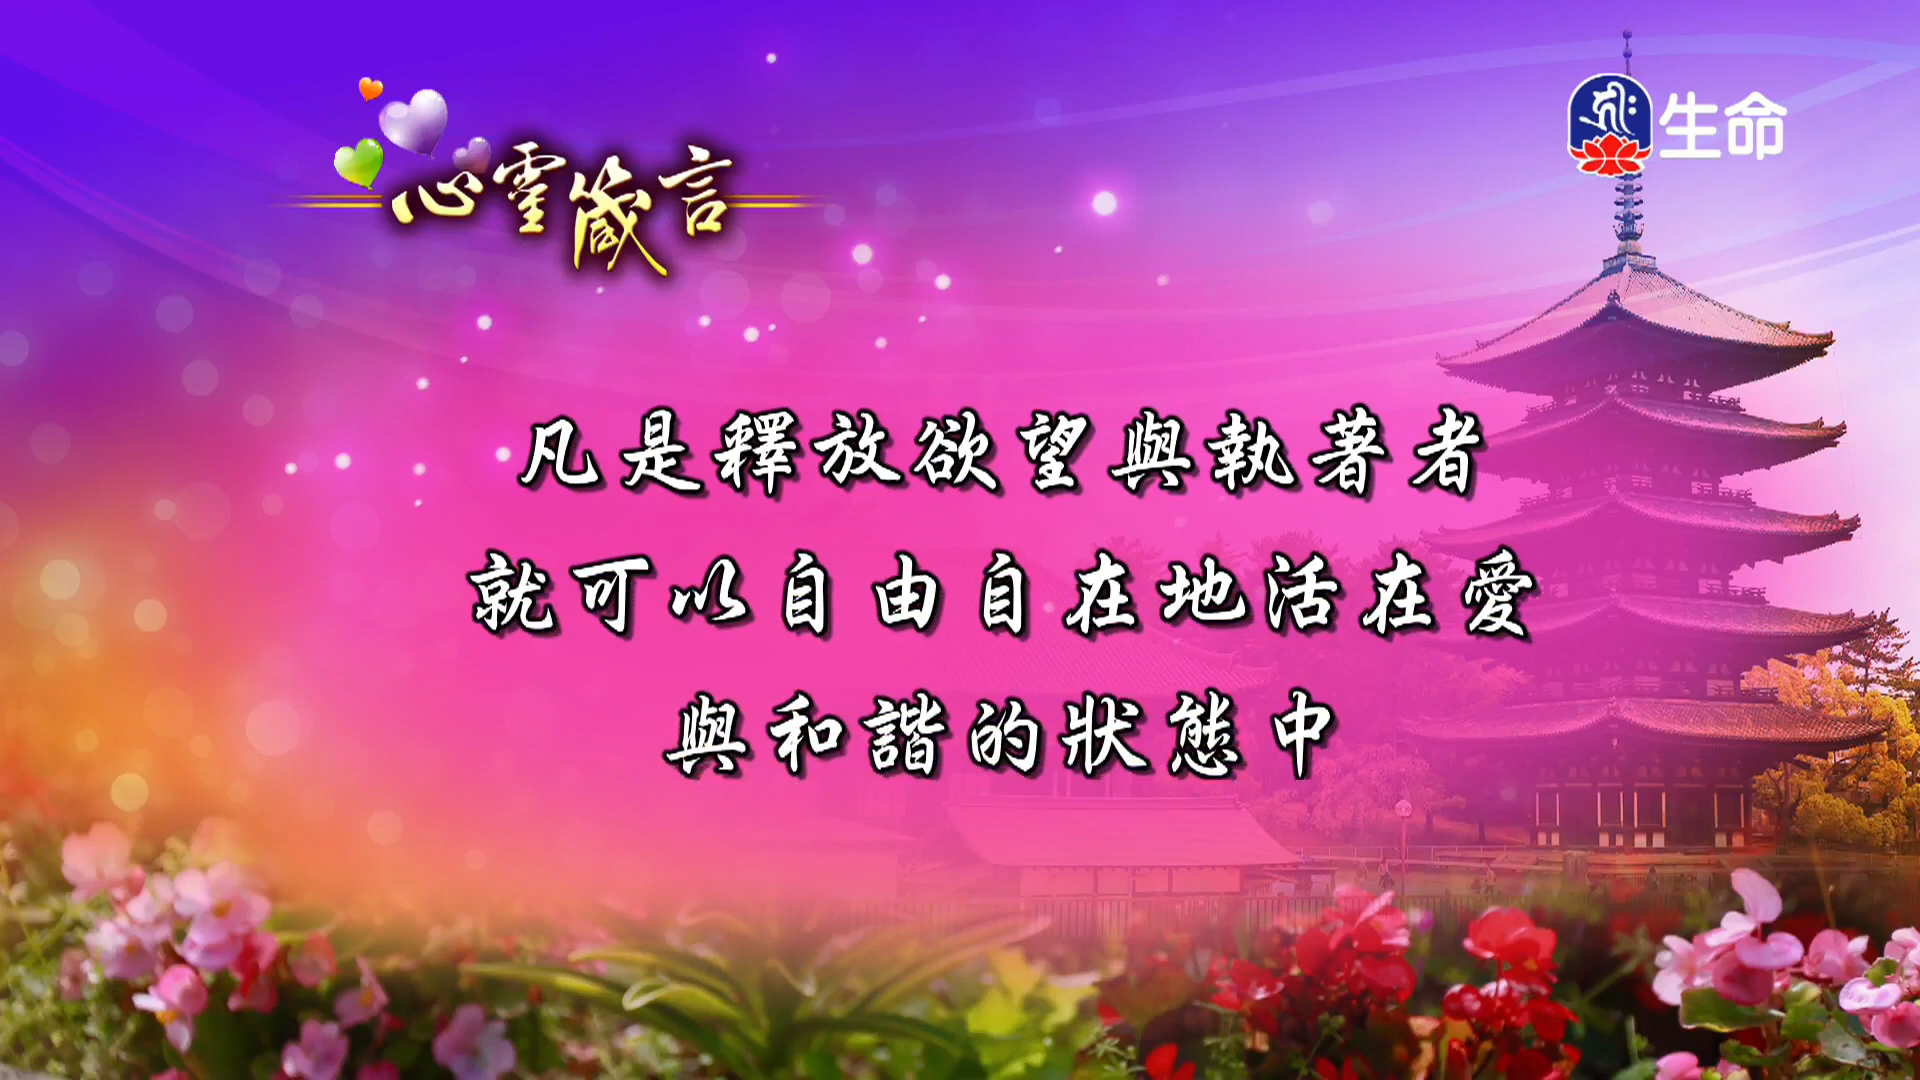 心靈箴言
生命
凡是釋放欲望與執著者
就可以自由自在地活在愛
與和諧的狀態中